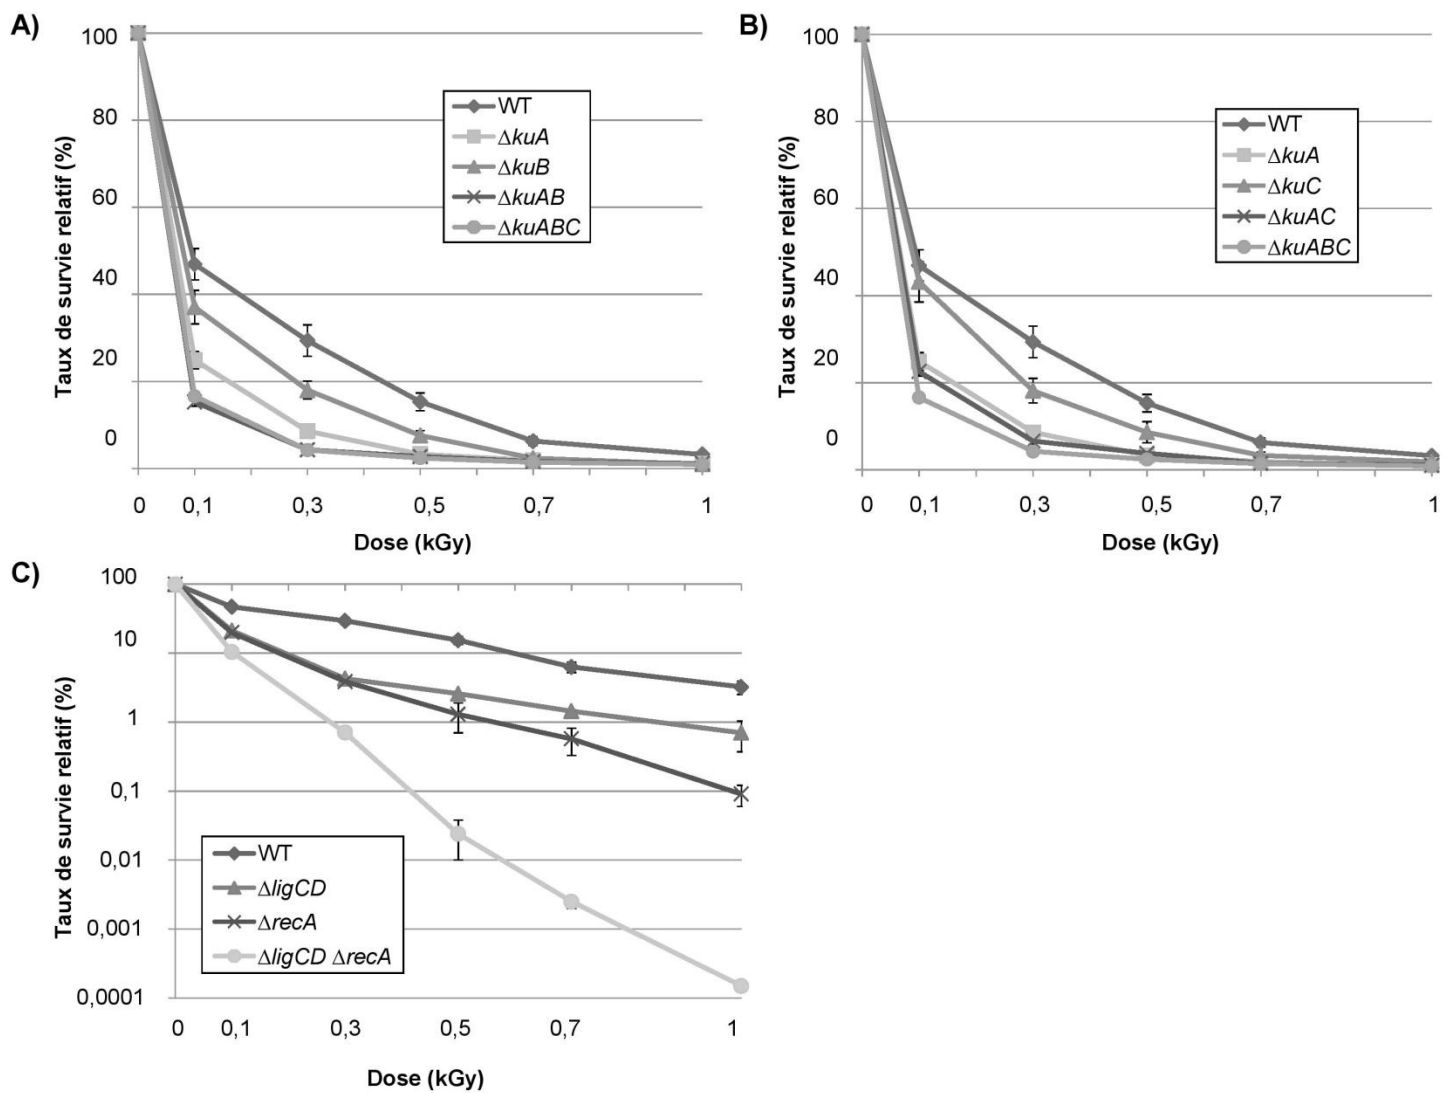 A)
Taux de survie relatif (%)
100
80
60
40
20
0
WT
ΔkuA
ΔkuB
ΔkuAB
ΔkuABC
0 0,1 0,3 0,5 0,7 1
Dose (kGy)
B)
Taux de survie relatif (%)
100
80
60
40
20
0
WT
ΔkuA
ΔkuC
ΔkuAC
ΔkuABC
0 0,1 0,3 0,5 0,7 1
Dose (kGy)
C)
Taux de survie relatif (%)
100
10
1
0,1
0,01
0,001
0,0001
WT
ΔligCD
ΔrecA
ΔligCD ΔrecA
0 0,1 0,3 0,5 0,7 1
Dose (kGy)